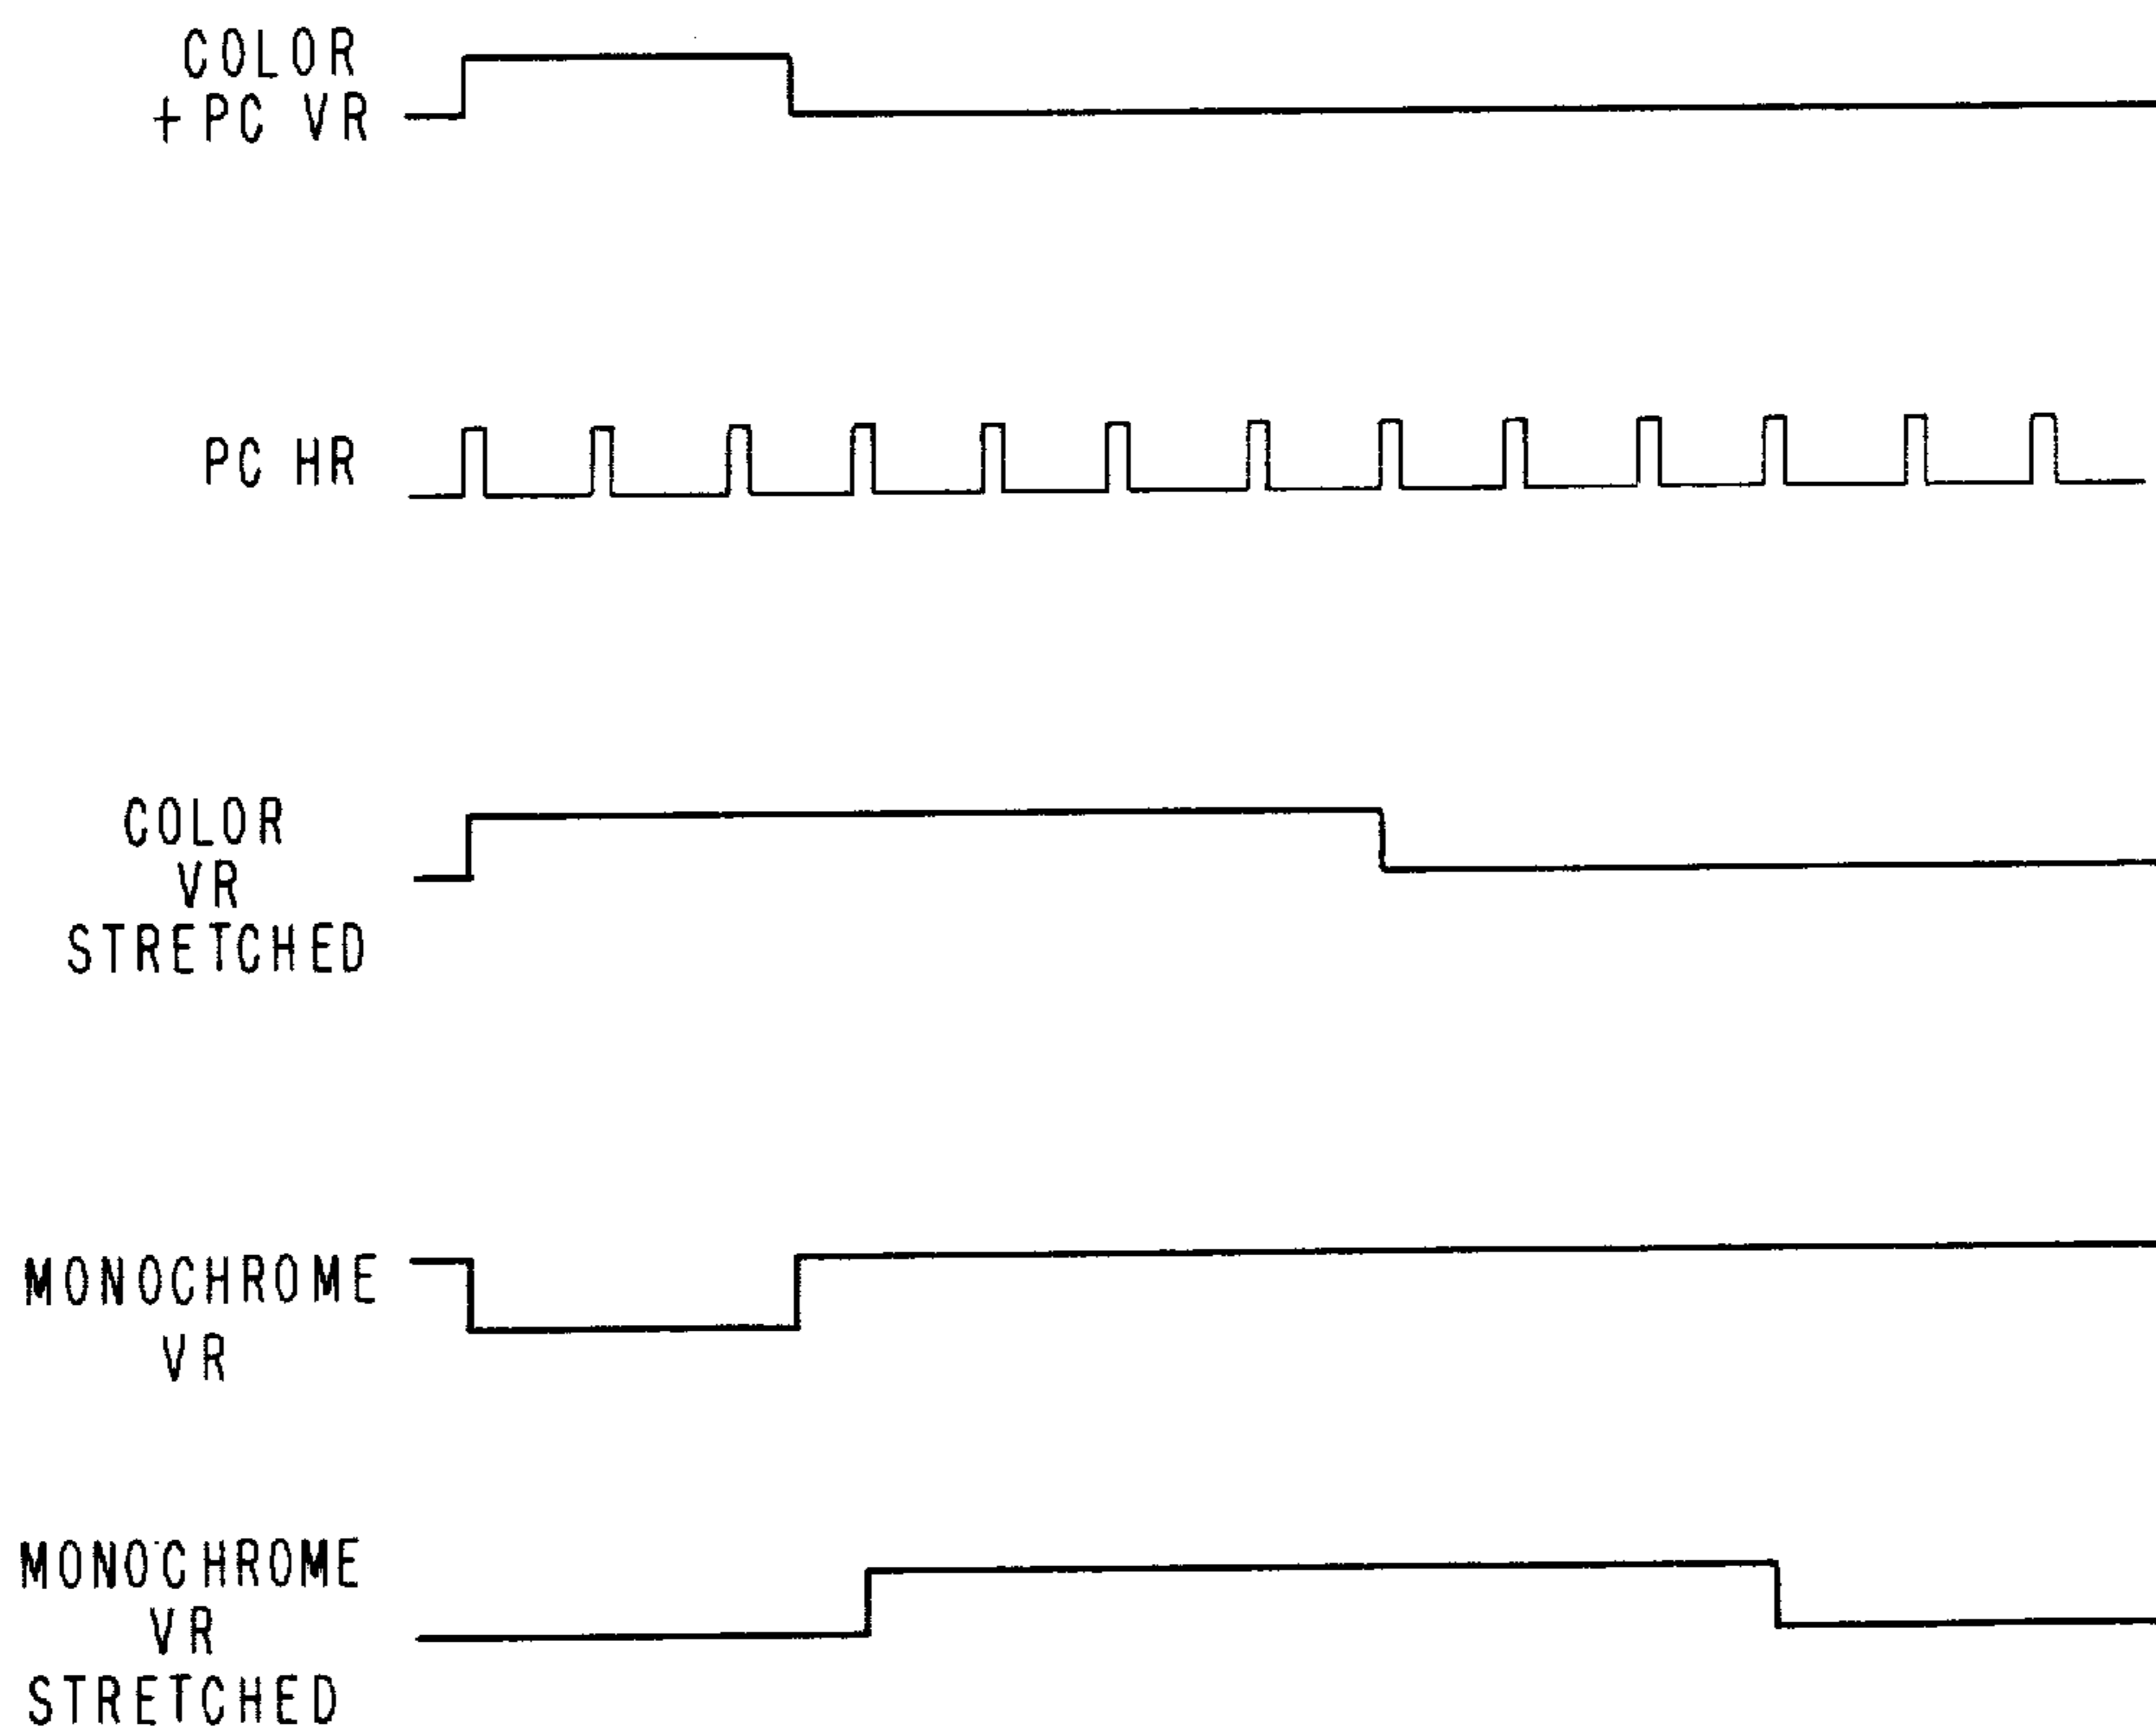 COLOR
+ PC VR
PC HR
COLOR
VR
STRETCHED
MONOCHROME
VR
MONOCHROME
VR
STRETCHED